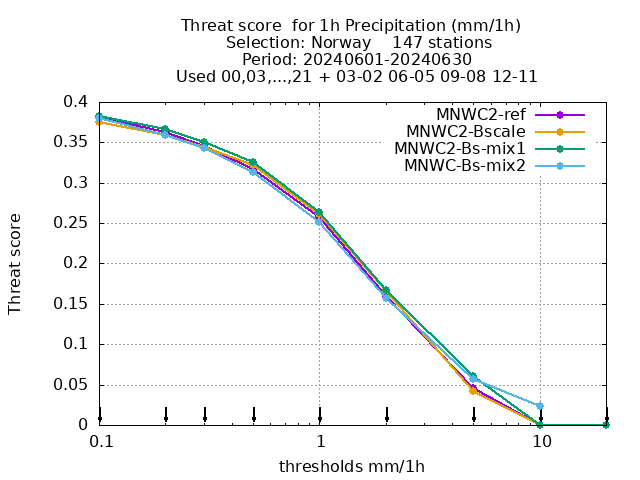 Threat score  for 1h Precipitation (mm/1h)
Selection: Norway    147 stations
Period: 20240601-20240630
Used 00,03,...,21 + 03-02 06-05 09-08 12-11
MNWC2-ref
MNWC2-Bscale
MNWC2-Bs-mix1
MNWC-Bs-mix2
Threat score
0.4
0.35
0.3
0.25
0.2
0.15
0.1
0.05
0
0.1
1
10
thresholds mm/1h